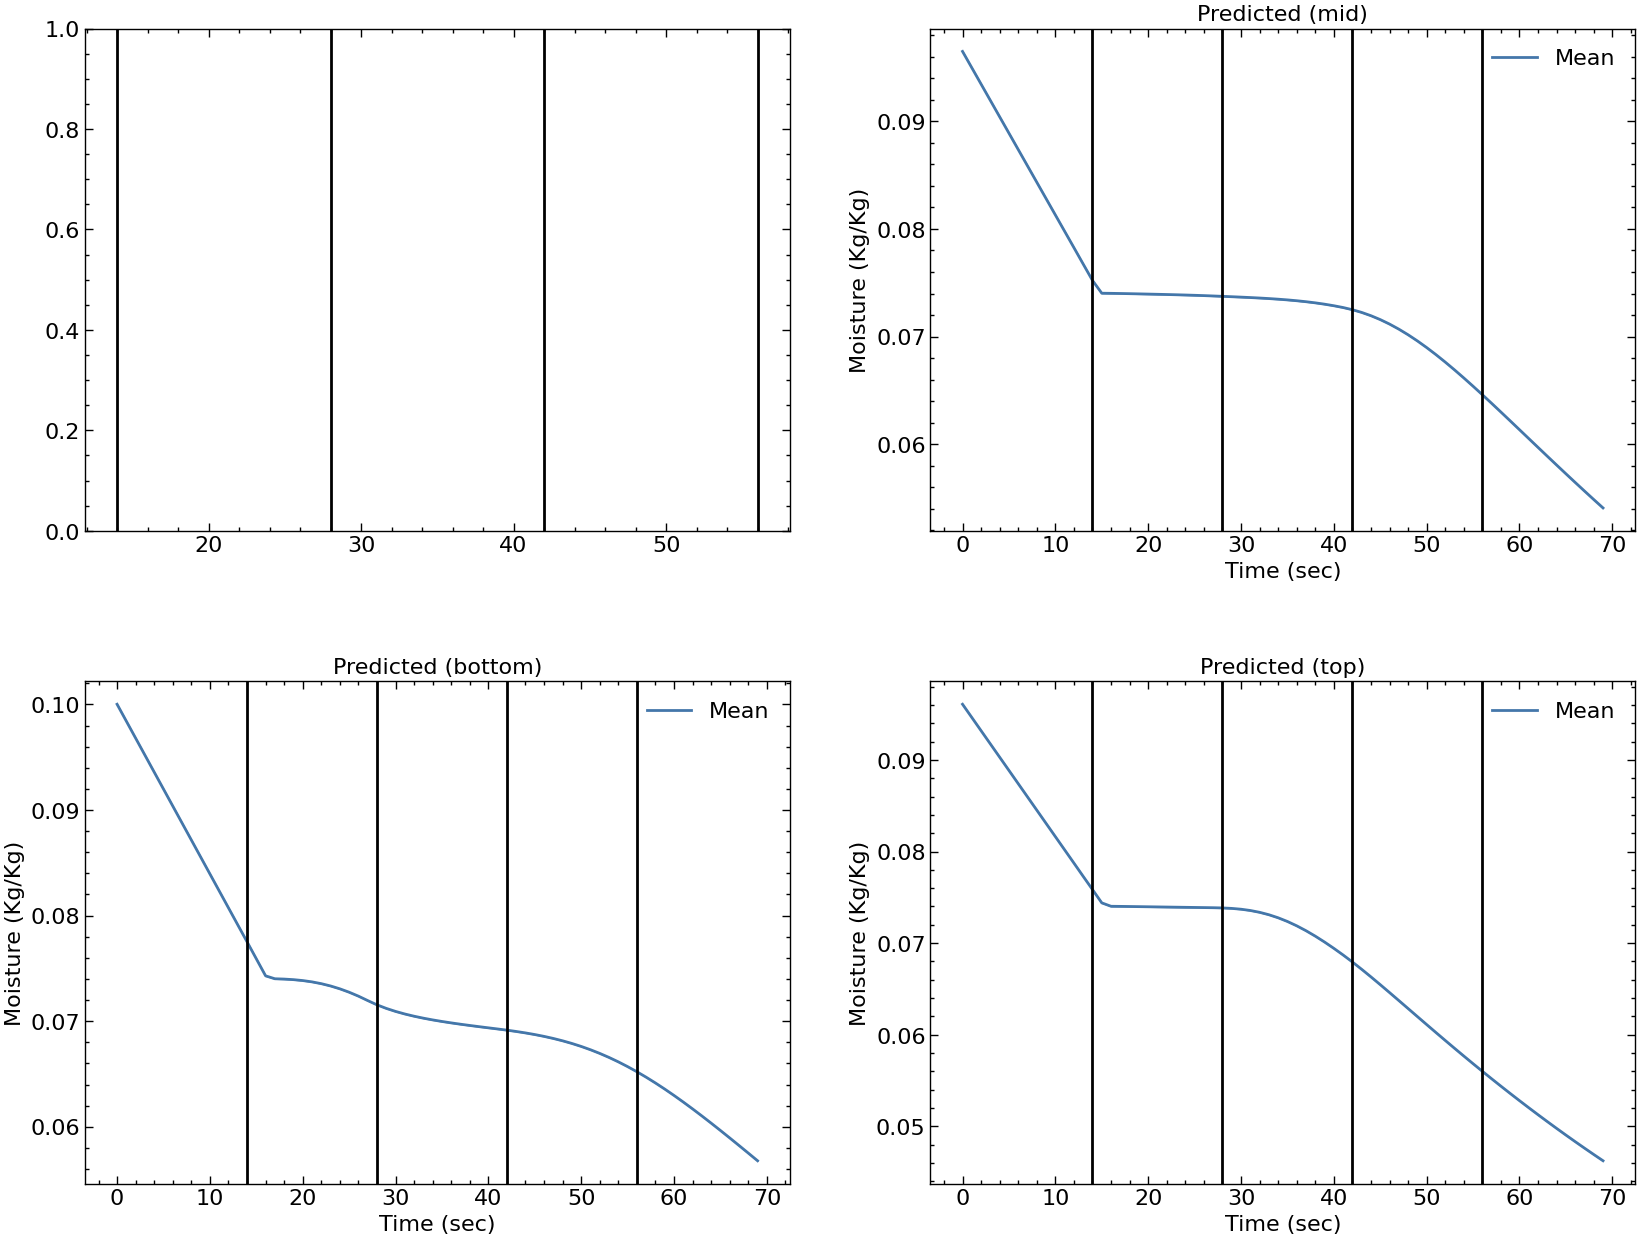 1.0
0.8
0.6
0.4
0.2
0.0
20 30 40 50
Predicted (mid)
Mean
0.09
0.08
0.07
0.06
Moisture (Kg/Kg)
0 10 20 30 40 50 60 70
Time (sec)
Predicted (bottom)
Mean
0.10
0.09
0.08
0.07
0.06
Moisture (Kg/Kg)
0 10 20 30 40 50 60 70
Time (sec)
Predicted (top)
Mean
0.09
0.08
0.07
0.06
0.05
Moisture (Kg/Kg)
0 10 20 30 40 50 60 70
Time (sec)